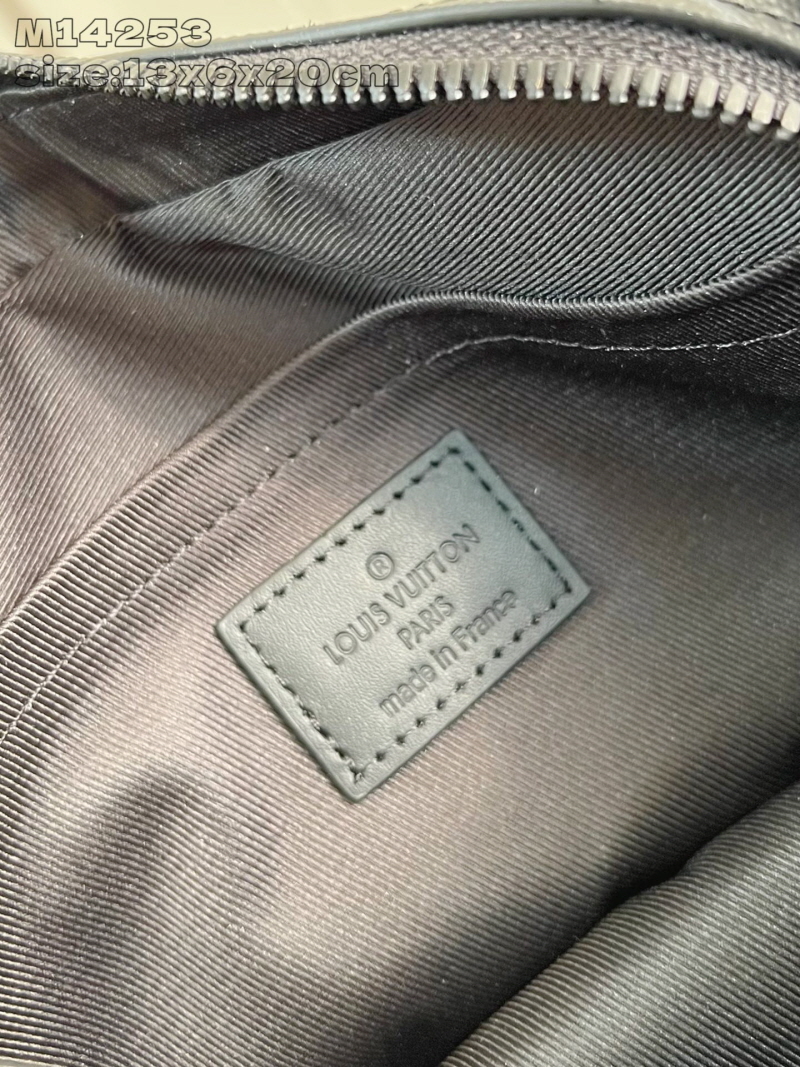 M14253
size:13x6x20cm
®
LOUIS VUITTON
PARIS
made in France